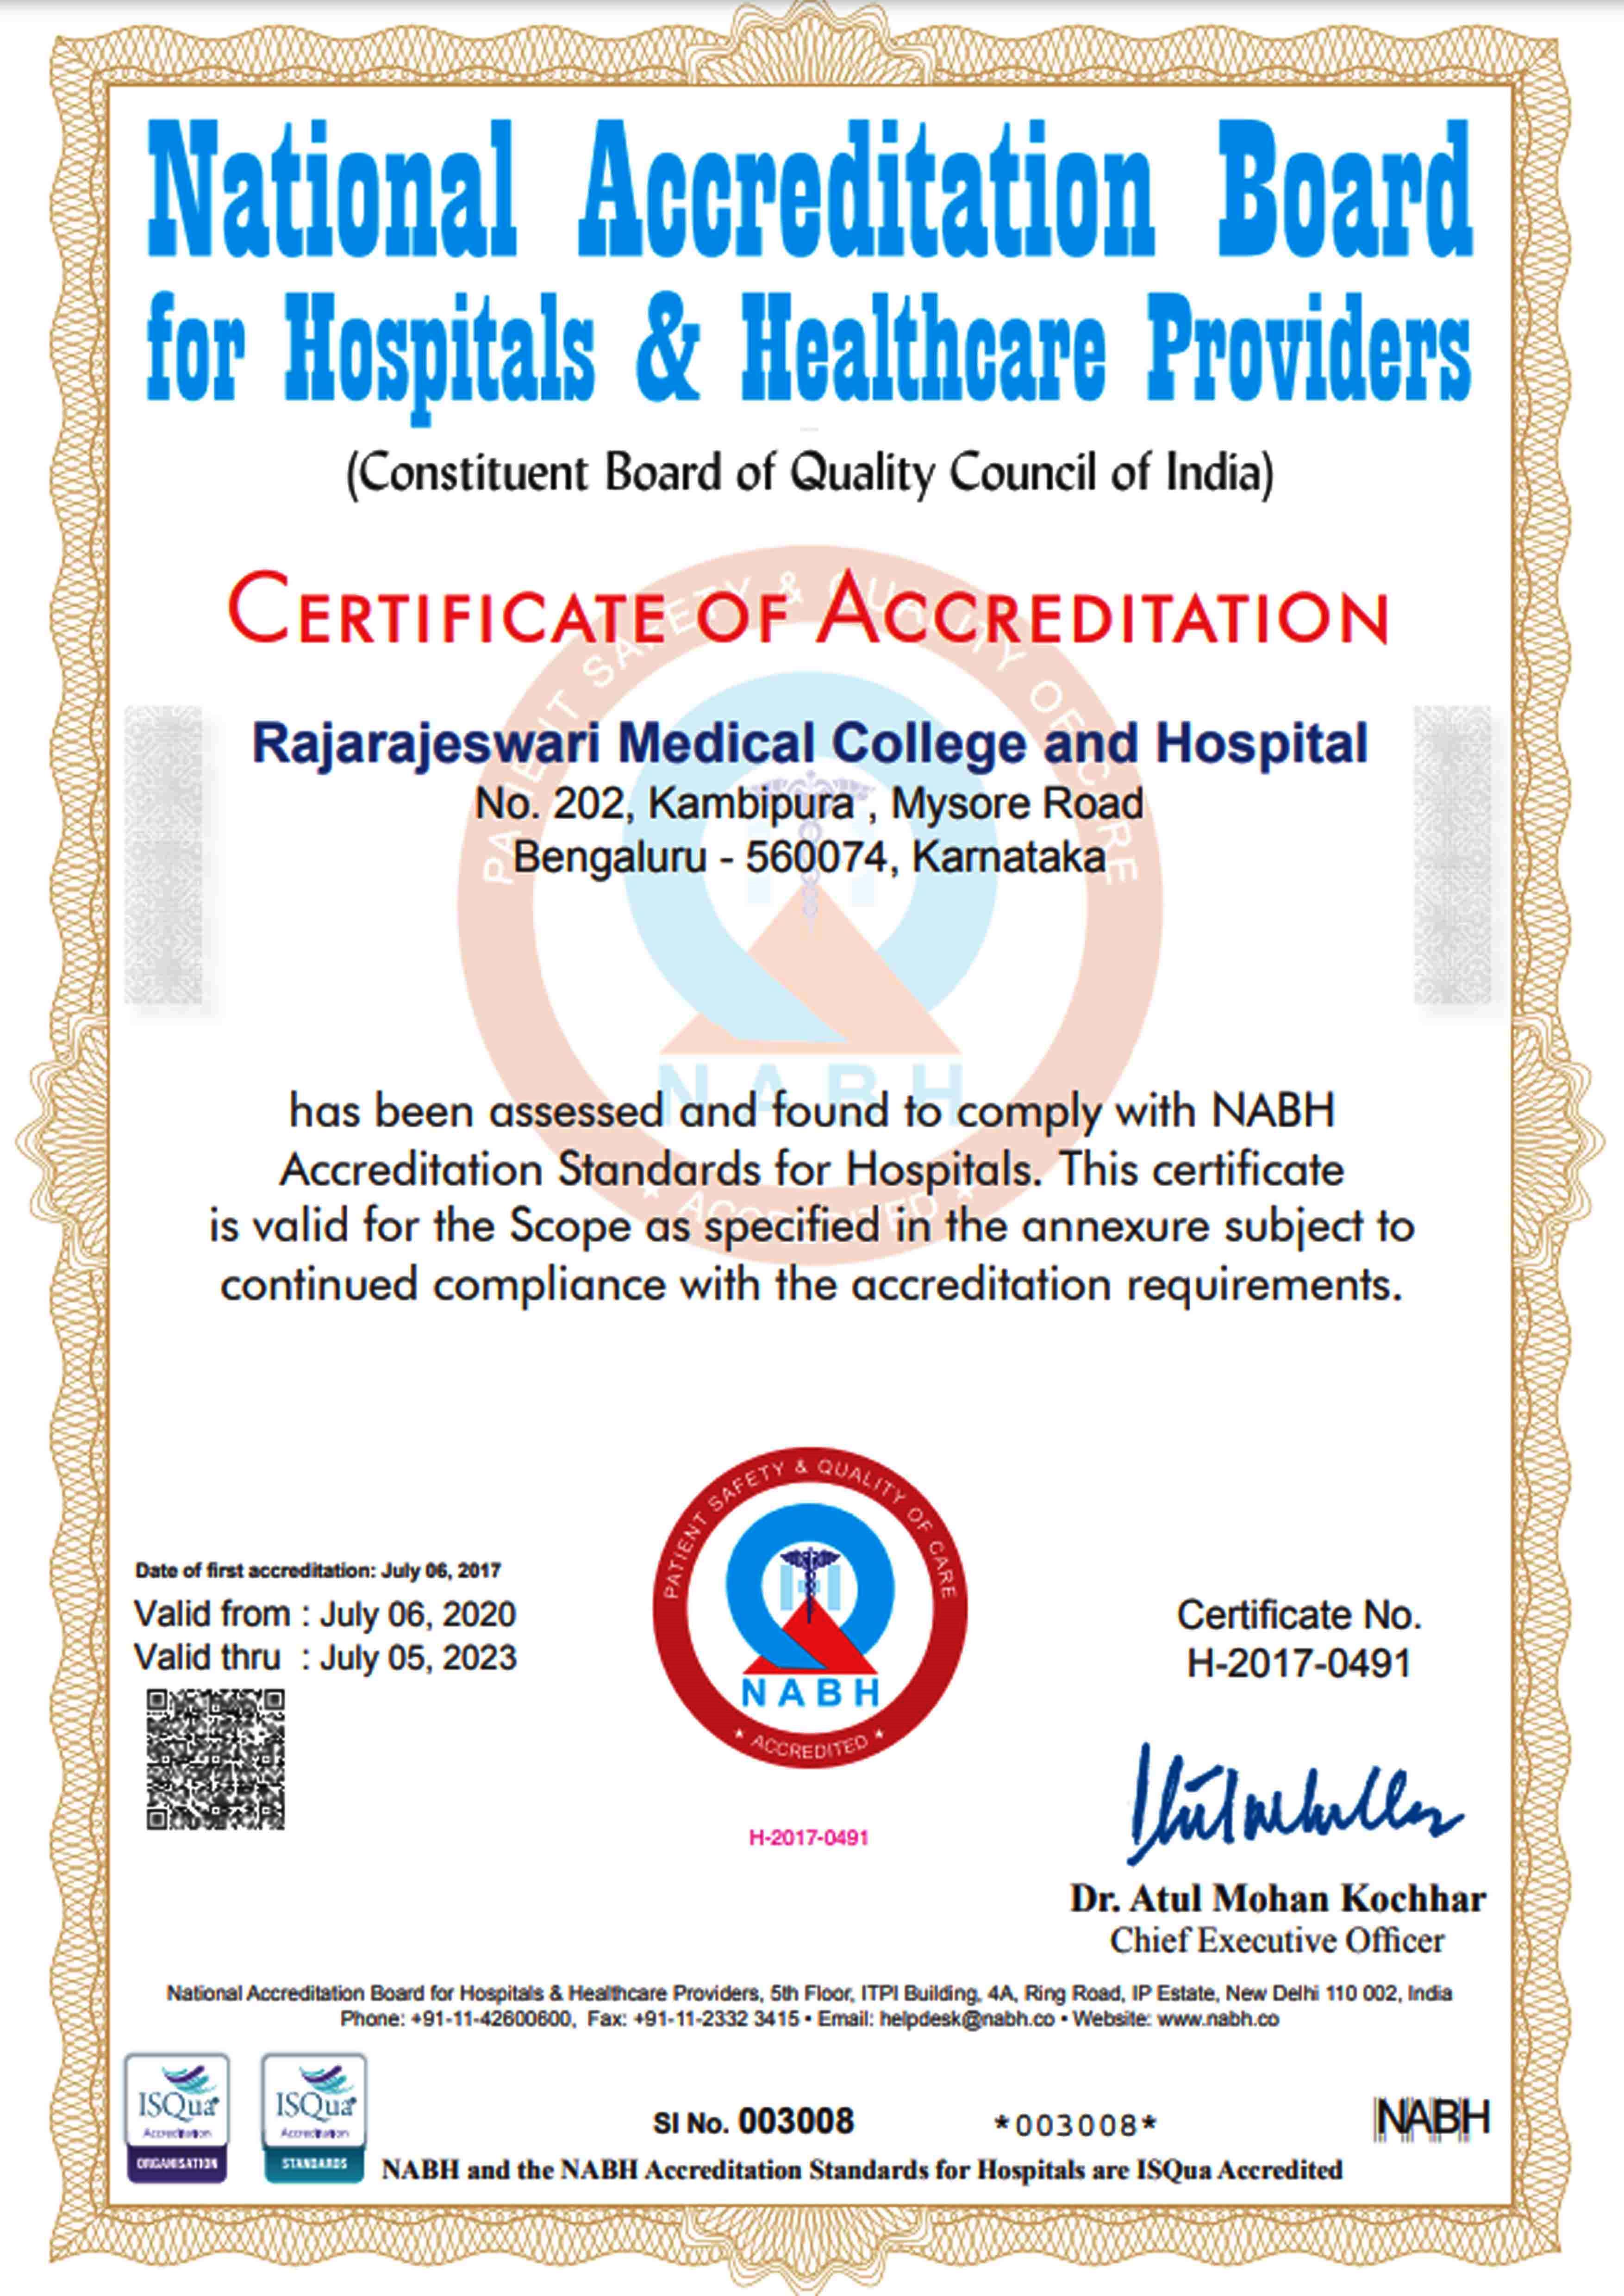 National Accreditation Board
for Hospitals & Healthcare Providers
(Constituent Board of Quality Council of India)
CERTIFICATE OF ACCREDITATION
Rajarajeswari Medical College and Hospital
No. 202, Kambipura , Mysore Road
Bengaluru - 560074, Karnataka
PATIENT SAFETY & QUALITY OF CARE
NABH
★ ACCREDITED ★
has been assessed and found to comply with NABH
Accreditation Standards for Hospitals. This certificate
is valid for the Scope as specified in the annexure subject to
continued compliance with the accreditation requirements.
PATIENT SAFETY & QUALITY OF CARE
NABH
★ ACCREDITED ★
H-2017-0491
Date of first accreditation: July 06, 2017
Valid from : July 06, 2020
Valid thru : July 05, 2023
Certificate No.
H-2017-0491
Dr. Atul Mohan Kochhar
Chief Executive Officer
National Accreditation Board for Hospitals & Healthcare Providers, 5th Floor, ITPI Building, 4A, Ring Road, IP Estate, New Delhi 110 002, India
Phone: +91-11-42600600, Fax: +91-11-2332 3415 • Email: helpdesk@nabh.co • Website: www.nabh.co
ISQua
Accreditation
ORGANISATION
ISQua
Accreditation
STANDARDS
SI No. 003008
*003008*
NABH
NABH and the NABH Accreditation Standards for Hospitals are ISQua Accredited